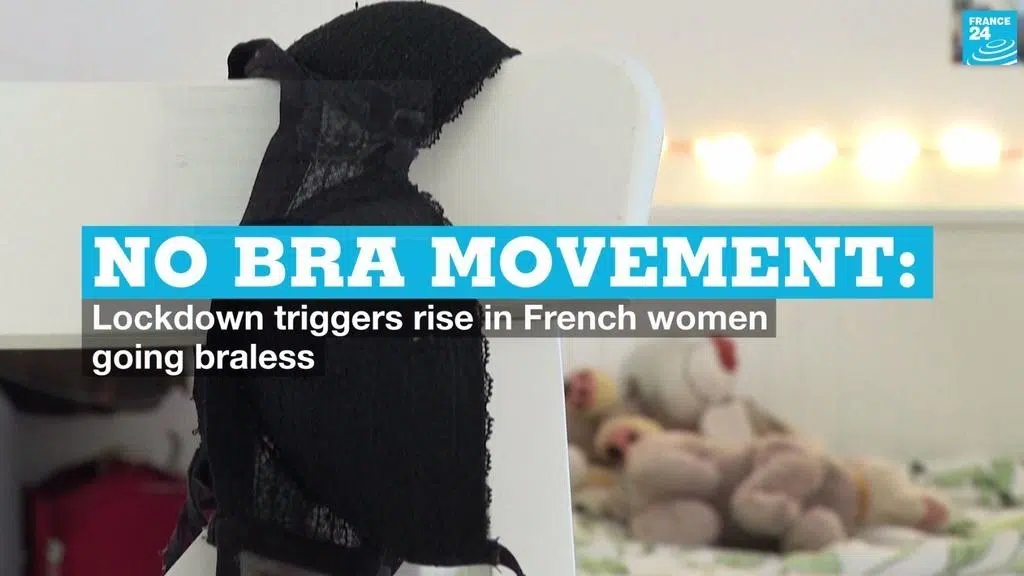 FRANCE
24
NO BRA MOVEMENT:
Lockdown triggers rise in French women
going braless